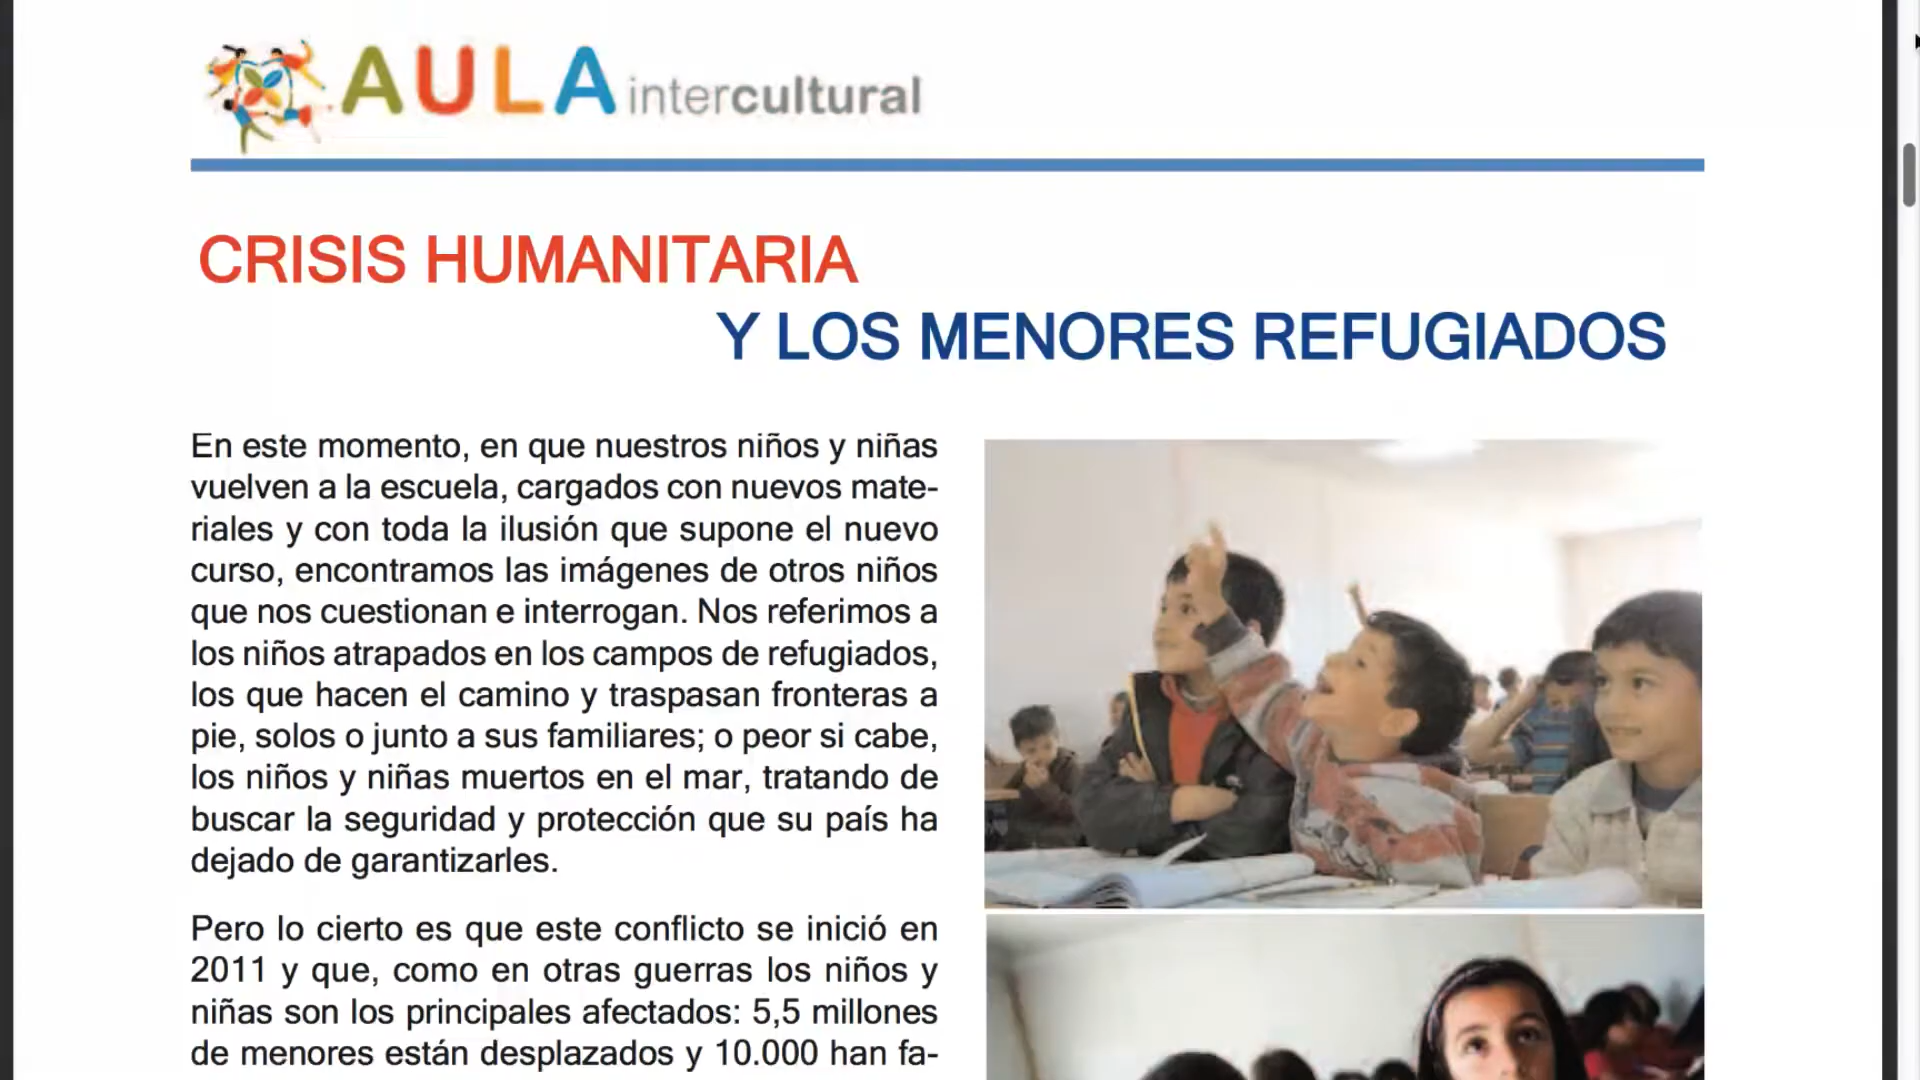 AULA intercultural
CRISIS HUMANITARIA
Y LOS MENORES REFUGIADOS
En este momento, en que nuestros niños y niñas
vuelven a la escuela, cargados con nuevos mate-
riales y con toda la ilusión que supone el nuevo
curso, encontramos las imágenes de otros niños
que nos cuestionan e interrogan. Nos referimos a
los niños atrapados en los campos de refugiados,
los que hacen el camino y traspasan fronteras a
pie, solos o junto a sus familiares; o peor si cabe,
los niños y niñas muertos en el mar, tratando de
buscar la seguridad y protección que su país ha
dejado de garantizarles.
Pero lo cierto es que este conflicto se inició en
2011 y que, como en otras guerras los niños y
niñas son los principales afectados: 5,5 millones
de menores están desplazados y 10.000 han fa-